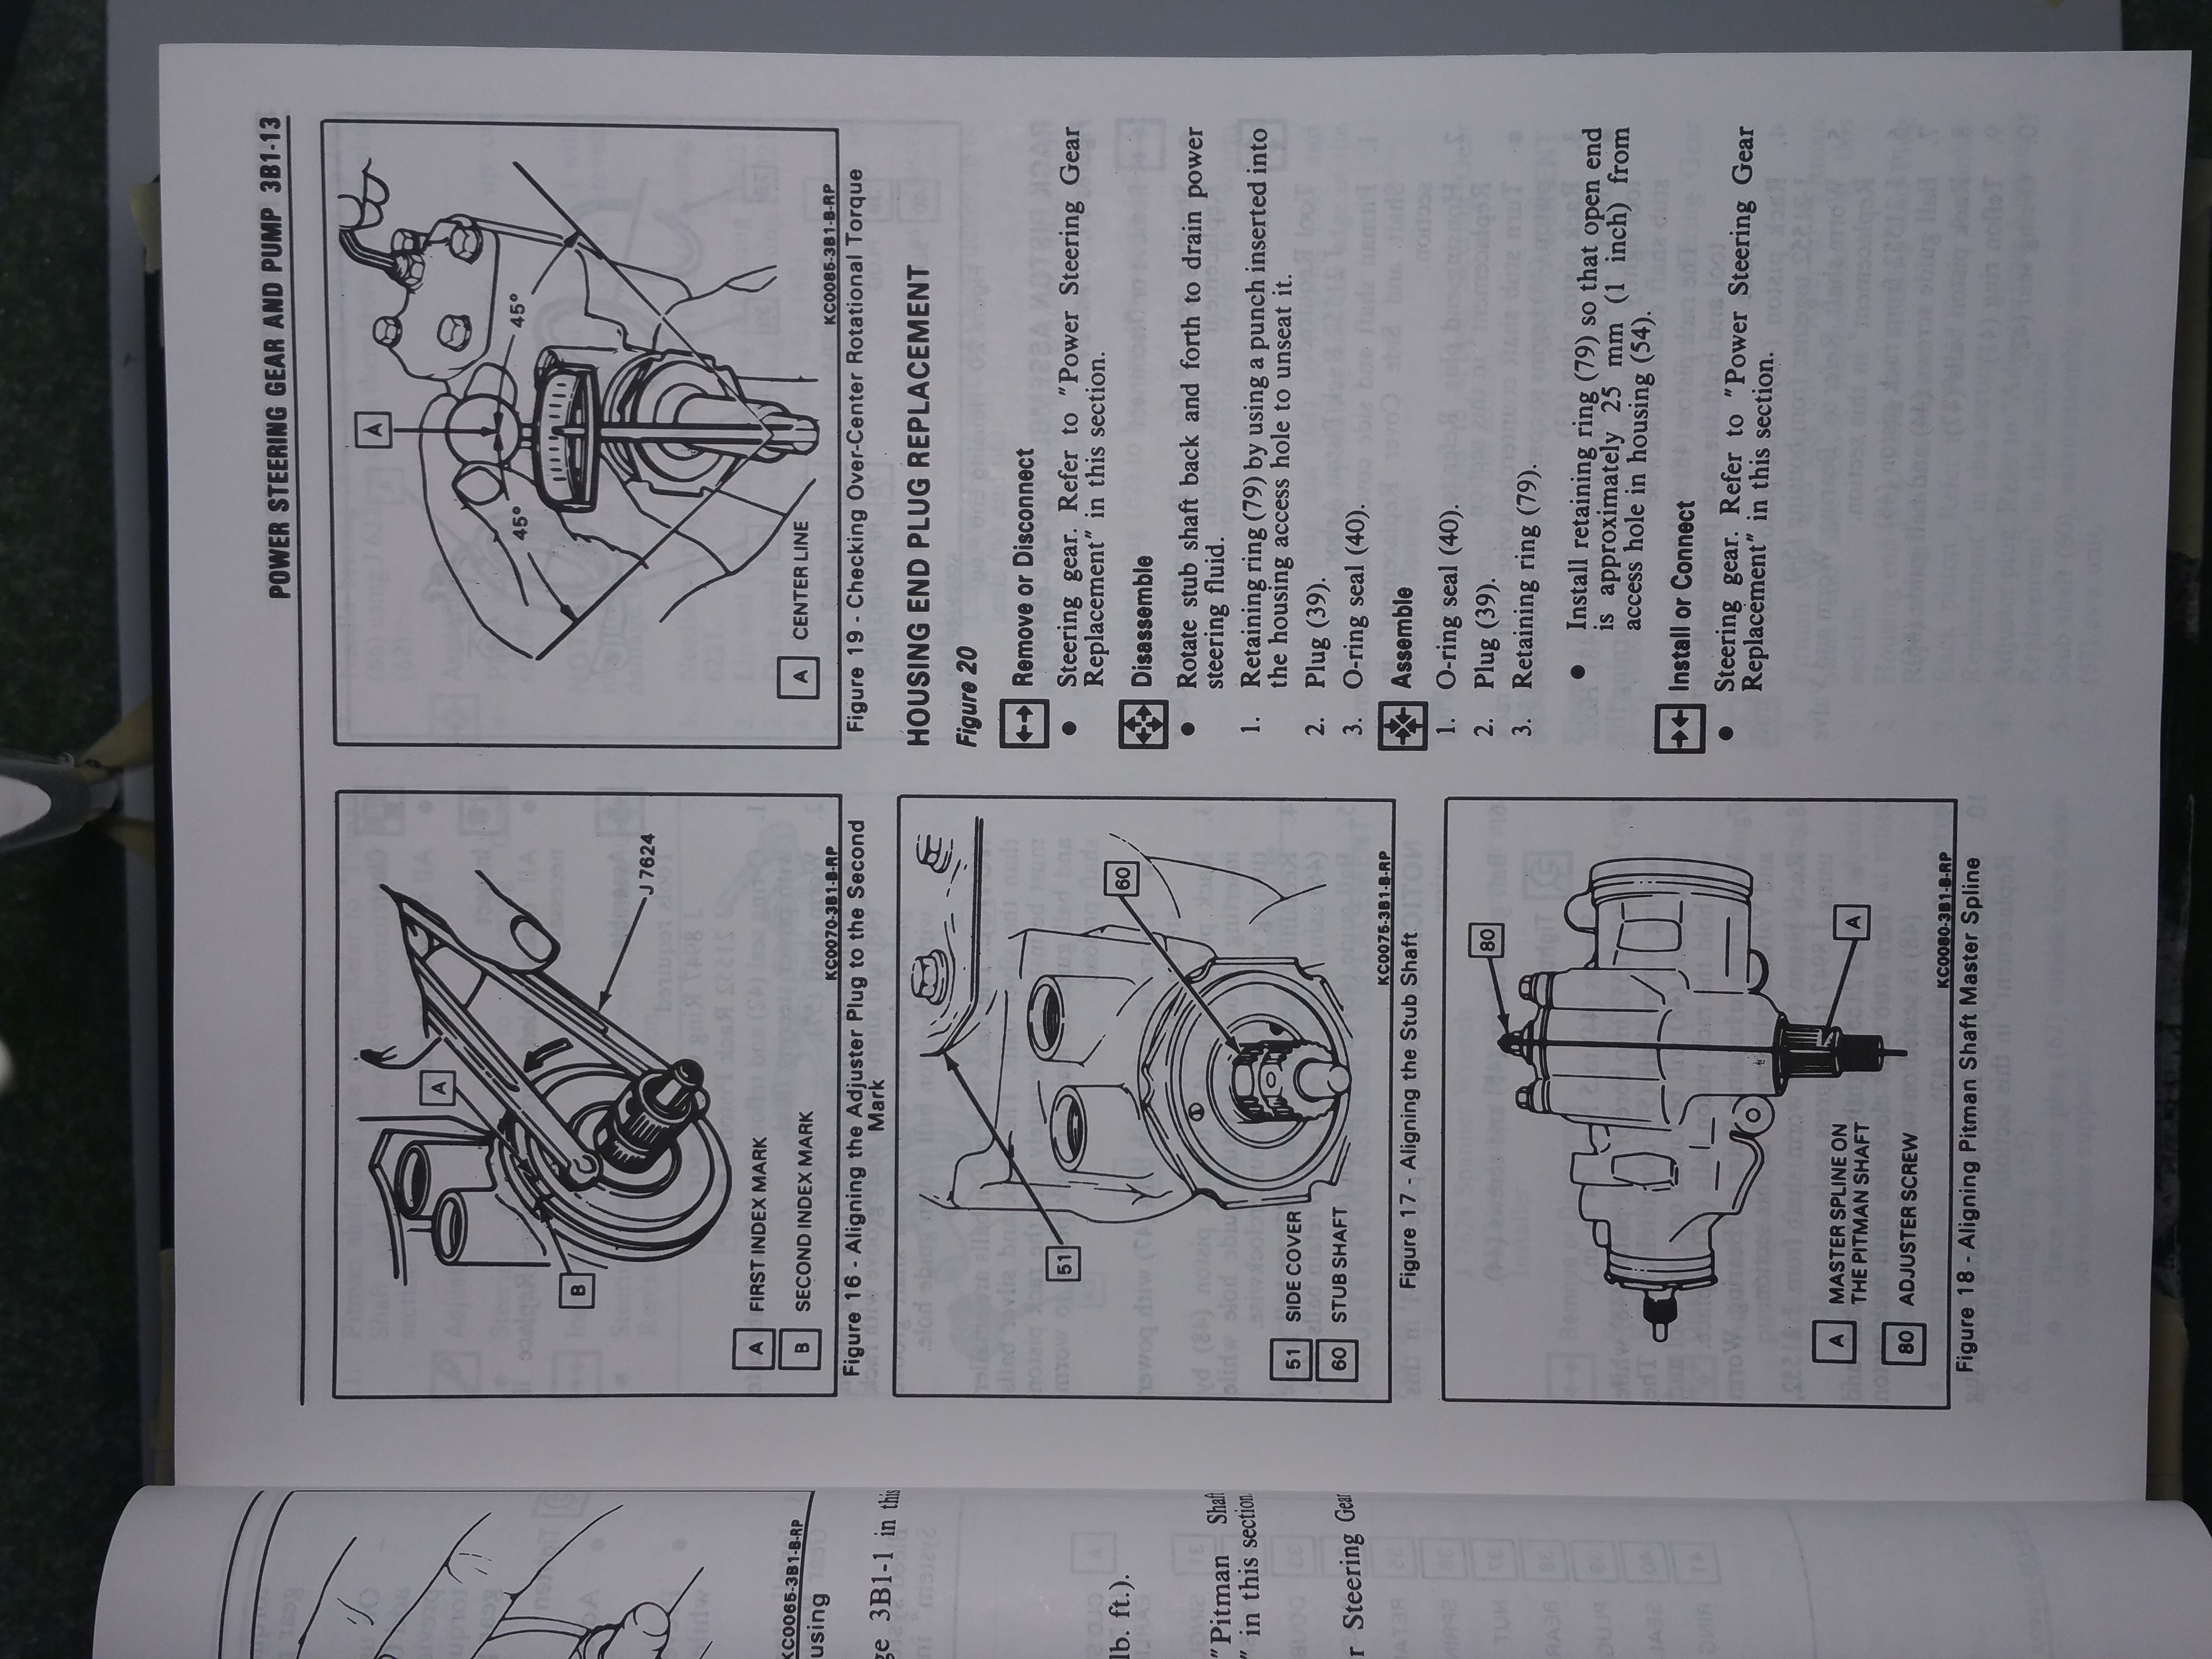 POWER STEERING GEAR AND PUMP 3B1-13
A
B
J 7624
A FIRST INDEX MARK
B SECOND INDEX MARK
KC0070-3B1-B-RP
Figure 16 - Aligning the Adjuster Plug to the Second
Mark
51
60
51 SIDE COVER
60 STUB SHAFT
KC0075-3B1-B-RP
Figure 17 - Aligning the Stub Shaft
80
A
A MASTER SPLINE ON
THE PITMAN SHAFT
80 ADJUSTER SCREW
KC0080-3B1-B-RP
Figure 18 - Aligning Pitman Shaft Master Spline
A
45°
45°
A CENTER LINE
KC0085-3B1-B-RP
Figure 19 - Checking Over-Center Rotational Torque
HOUSING END PLUG REPLACEMENT
Figure 20
Remove or Disconnect
● Steering gear. Refer to "Power Steering Gear
Replacement" in this section.
Disassemble
● Rotate stub shaft back and forth to drain power
steering fluid.
1. Retaining ring (79) by using a punch inserted into
the housing access hole to unseat it.
2. Plug (39).
3. O-ring seal (40).
Assemble
1. O-ring seal (40).
2. Plug (39).
3. Retaining ring (79).
● Install retaining ring (79) so that open end
is approximately 25 mm (1 inch) from
access hole in housing (54).
Install or Connect
● Steering gear. Refer to "Power Steering Gear
Replacement" in this section.
KC0065-3B1-B-RP
using
ge 3B1-1 in this
lb. ft.).
"Pitman Shaft
" in this section.
r Steering Gear